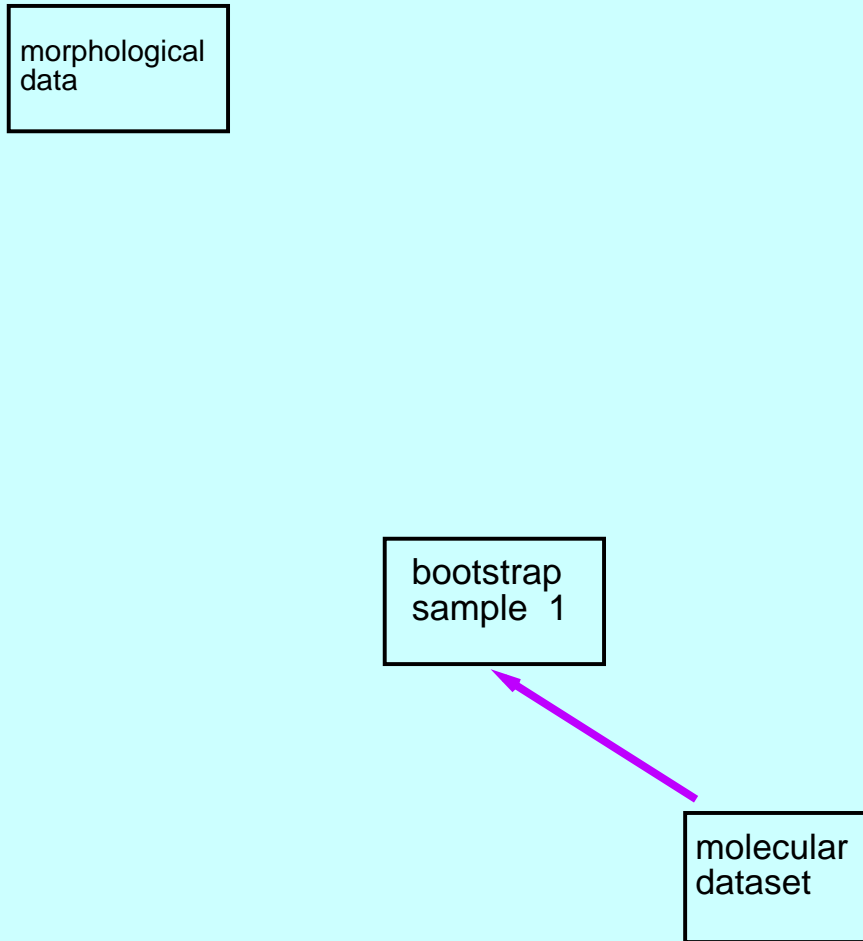 morphological
data
bootstrap
sample 1
molecular
dataset